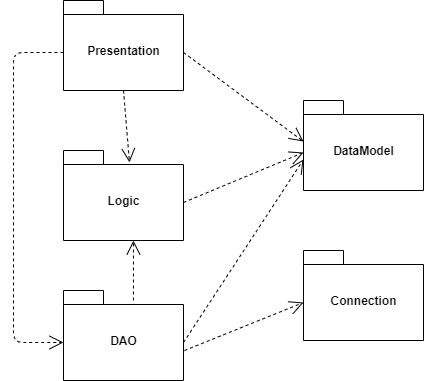 Presentation
DataModel
Logic
Connection
DAO